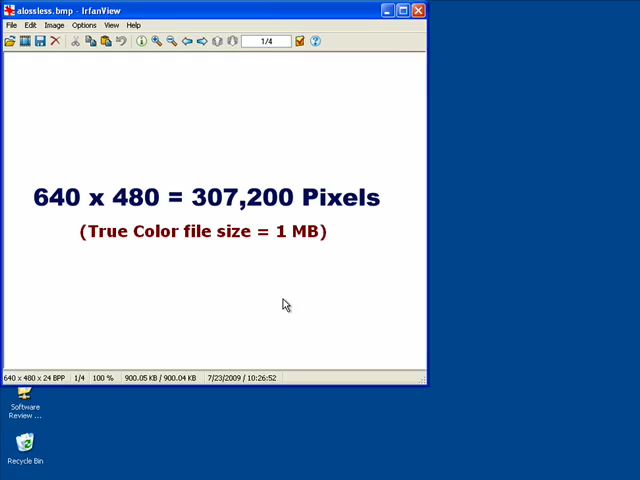 alossless.bmp - IrfanView
File Edit Image Options View Help
1/4
640 x 480 = 307,200 Pixels
(True Color file size = 1 MB)
640 x 480 x 24 BPP 1/4 100 % 900.05 KB / 900.04 KB 7/23/2009 / 10:26:52
Software
Review ...
Recycle Bin